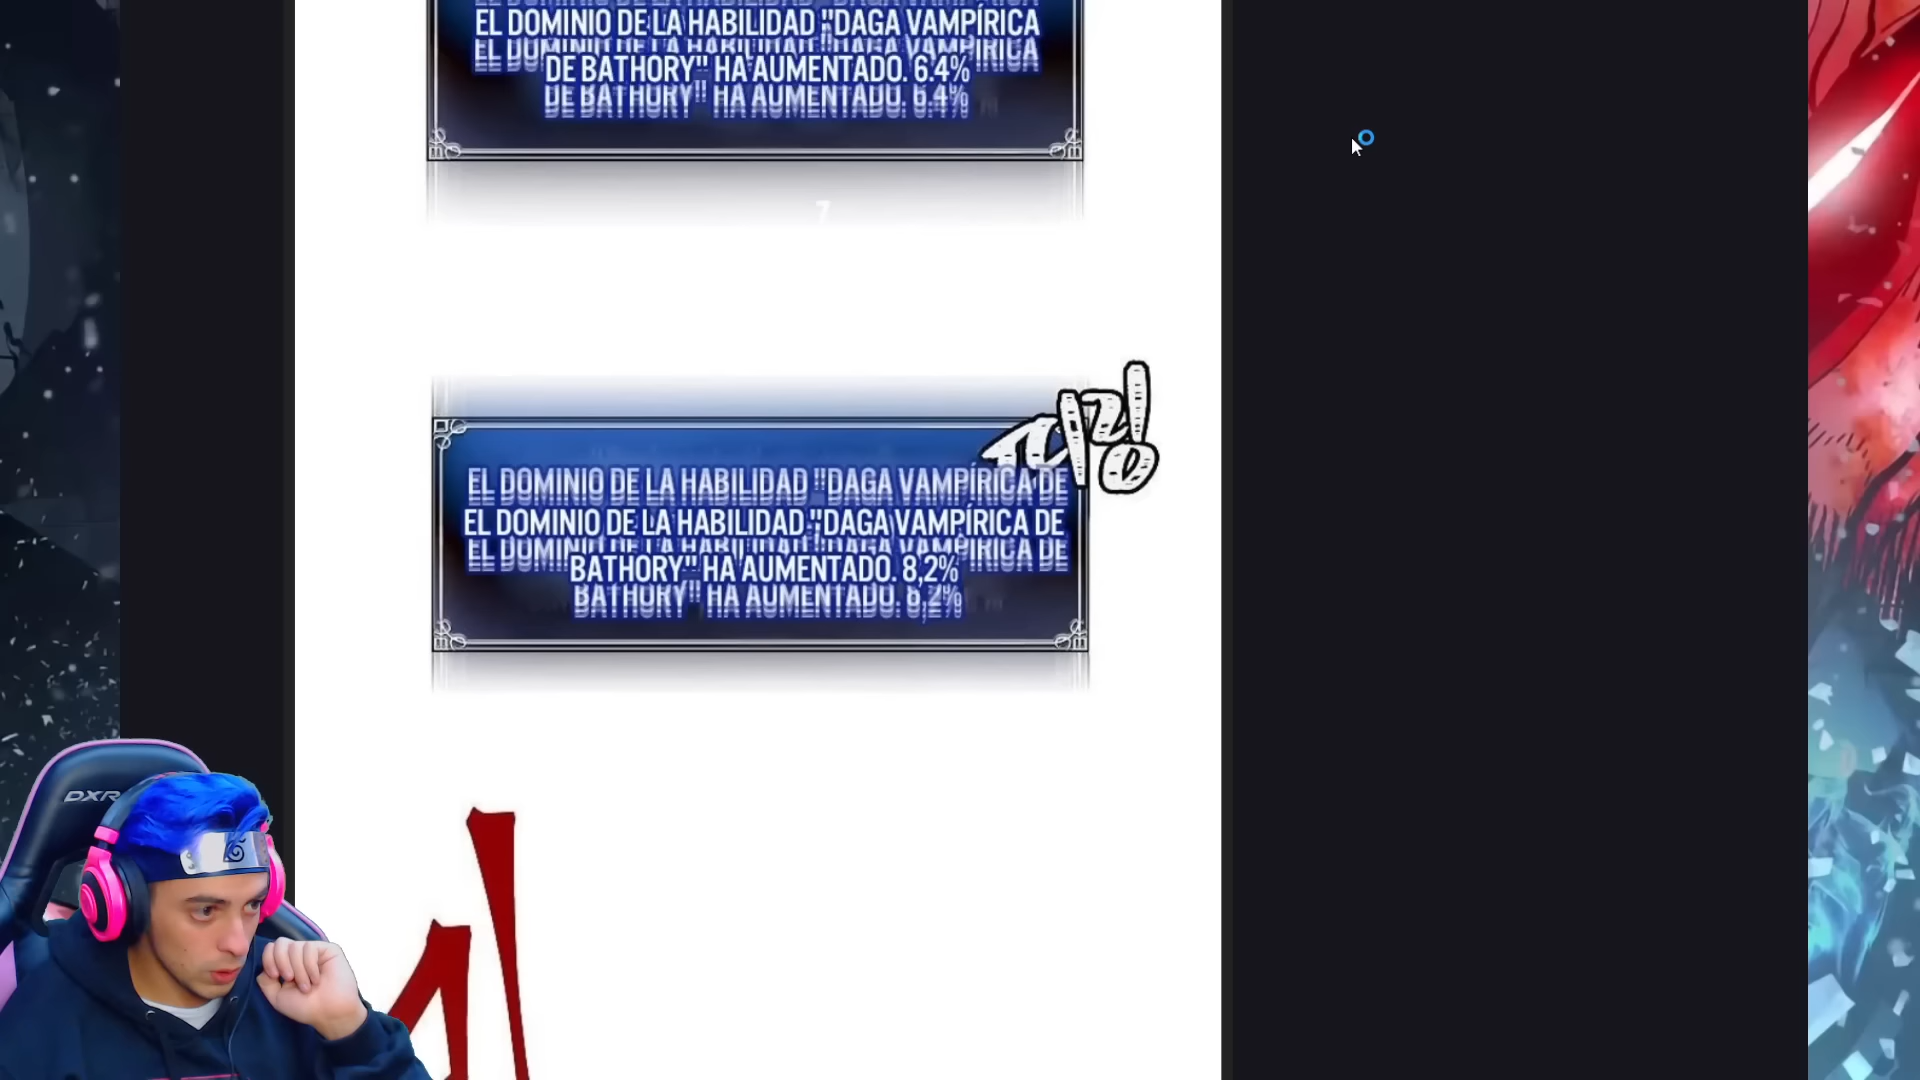 EL DOMINIO DE LA HABILIDAD "DAGA VAMPÍRICA
DE BATHORY" HA AUMENTADO. 6.4%
EL DOMINIO DE LA HABILIDAD "DAGA VAMPÍRICA DE
BATHORY" HA AUMENTADO. 8,2%
DXR